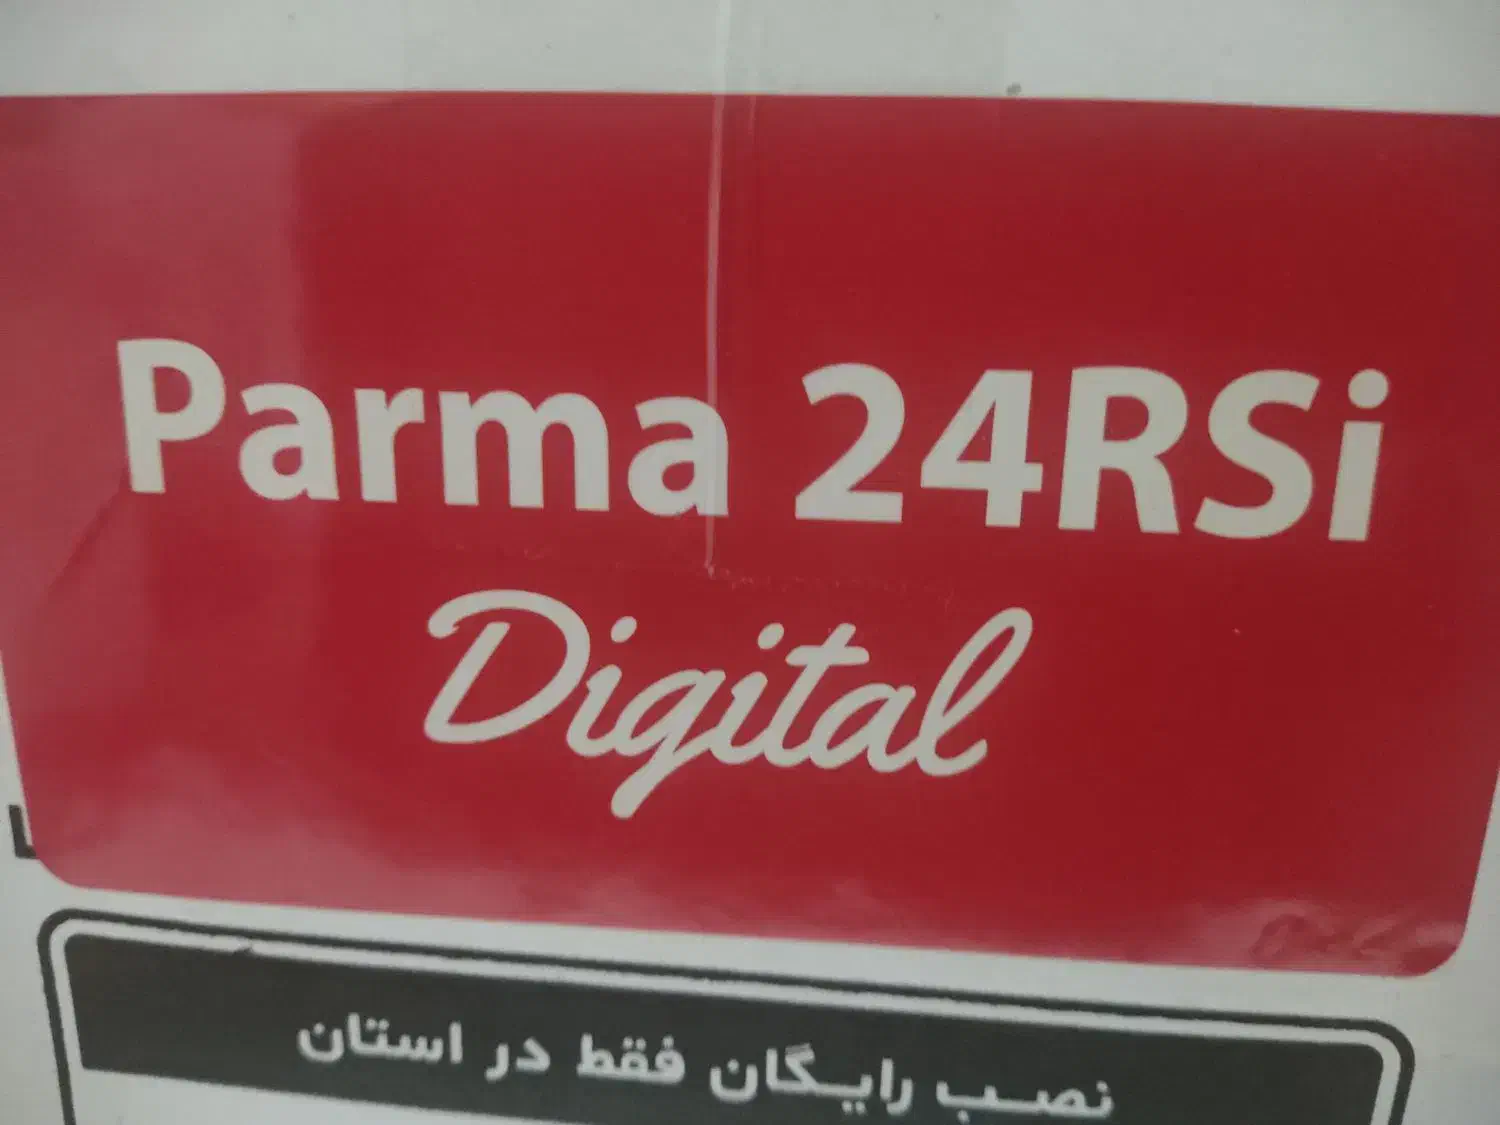 Parma 24RSi
Digital
نصب رایگان فقط در استان